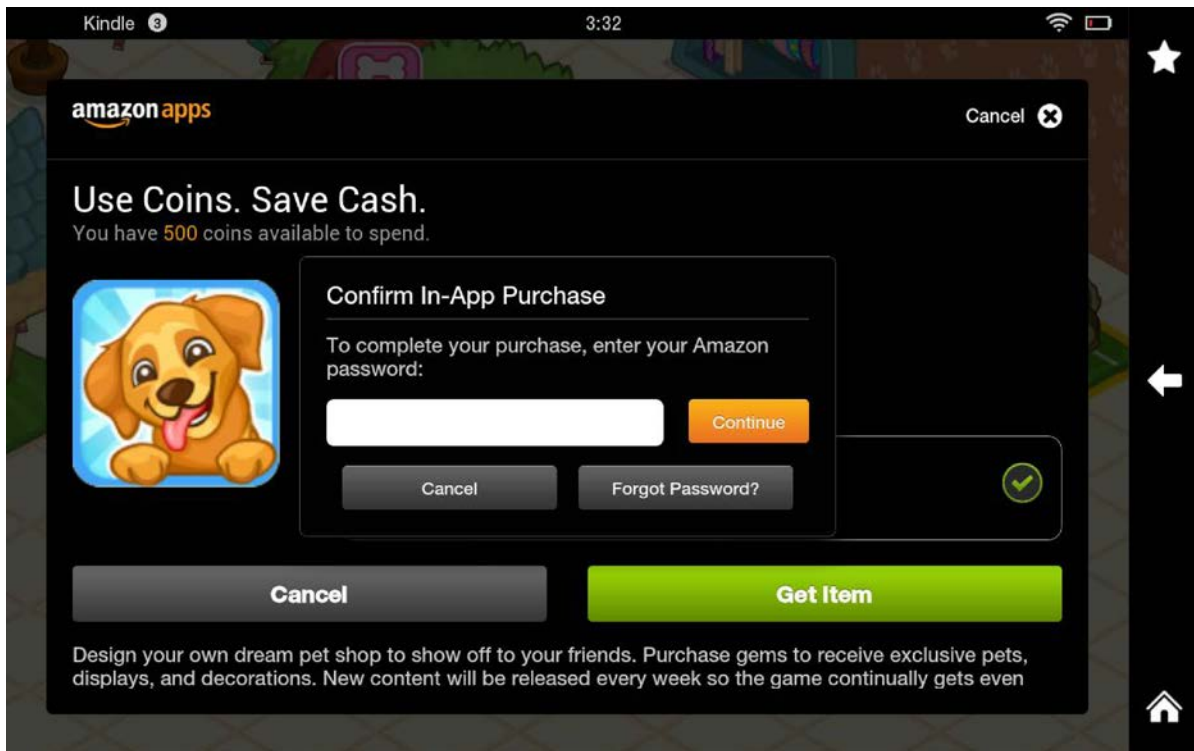 Kindle 3
3:32
amazon apps
Cancel
Use Coins. Save Cash.
You have 500 coins available to spend.
Confirm In-App Purchase
To complete your purchase, enter your Amazon
password:
Continue
Cancel
Forgot Password?
Cancel
Get Item
Design your own dream pet shop to show off to your friends. Purchase gems to receive exclusive pets,
displays, and decorations. New content will be released every week so the game continually gets even